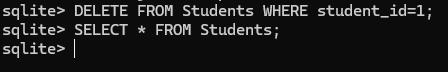 sqlite> DELETE FROM Students WHERE student_id=1;
sqlite> SELECT * FROM Students;
sqlite>